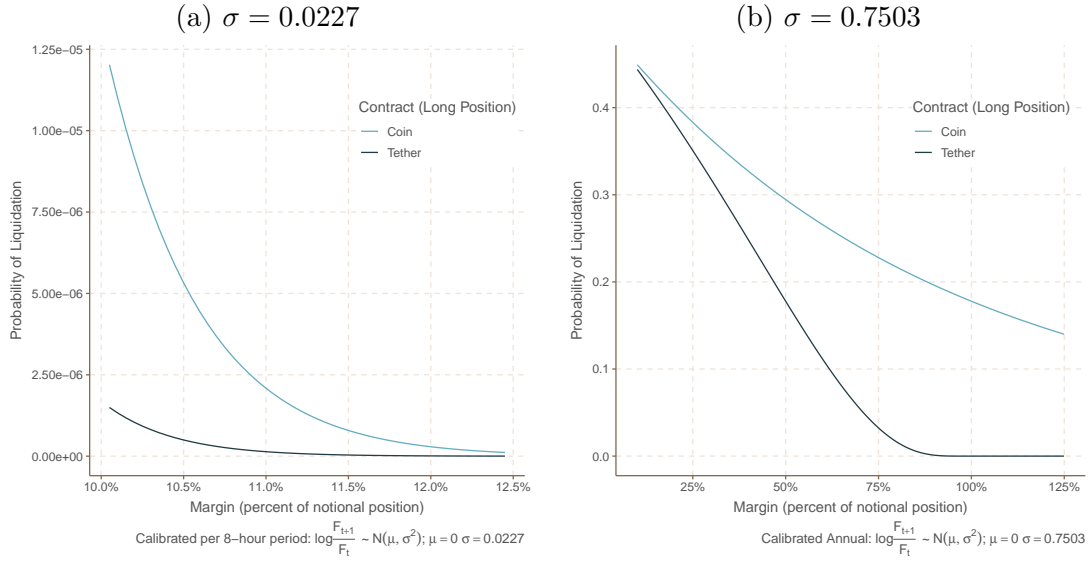 (a) σ = 0.0227
1.25e−05
1.00e−05
7.50e−06
5.00e−06
2.50e−06
0.00e+00
Probability of Liquidation
Contract (Long Position)
Coin
Tether
10.0% 10.5% 11.0% 11.5% 12.0% 12.5%
Margin (percent of notional position)
Calibrated per 8−hour period: log F_{t+1}/F_t ~ N(μ, σ²); μ = 0 σ = 0.0227
(b) σ = 0.7503
0.4
0.3
0.2
0.1
0.0
Probability of Liquidation
Contract (Long Position)
Coin
Tether
25% 50% 75% 100% 125%
Margin (percent of notional position)
Calibrated Annual: log F_{t+1}/F_t ~ N(μ, σ²); μ = 0 σ = 0.7503